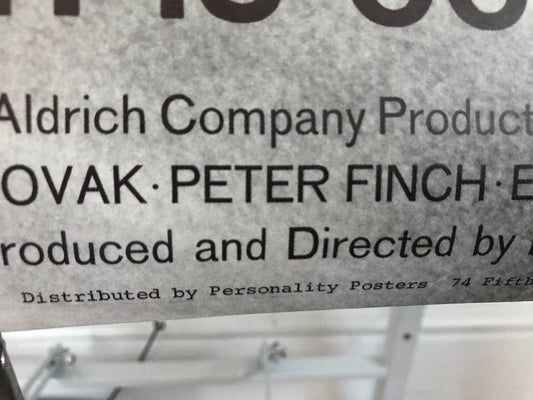 Aldrich Company Product
OVAK · PETER FINCH · E
roduced and Directed by
Distributed by Personality Posters 74 Fifth